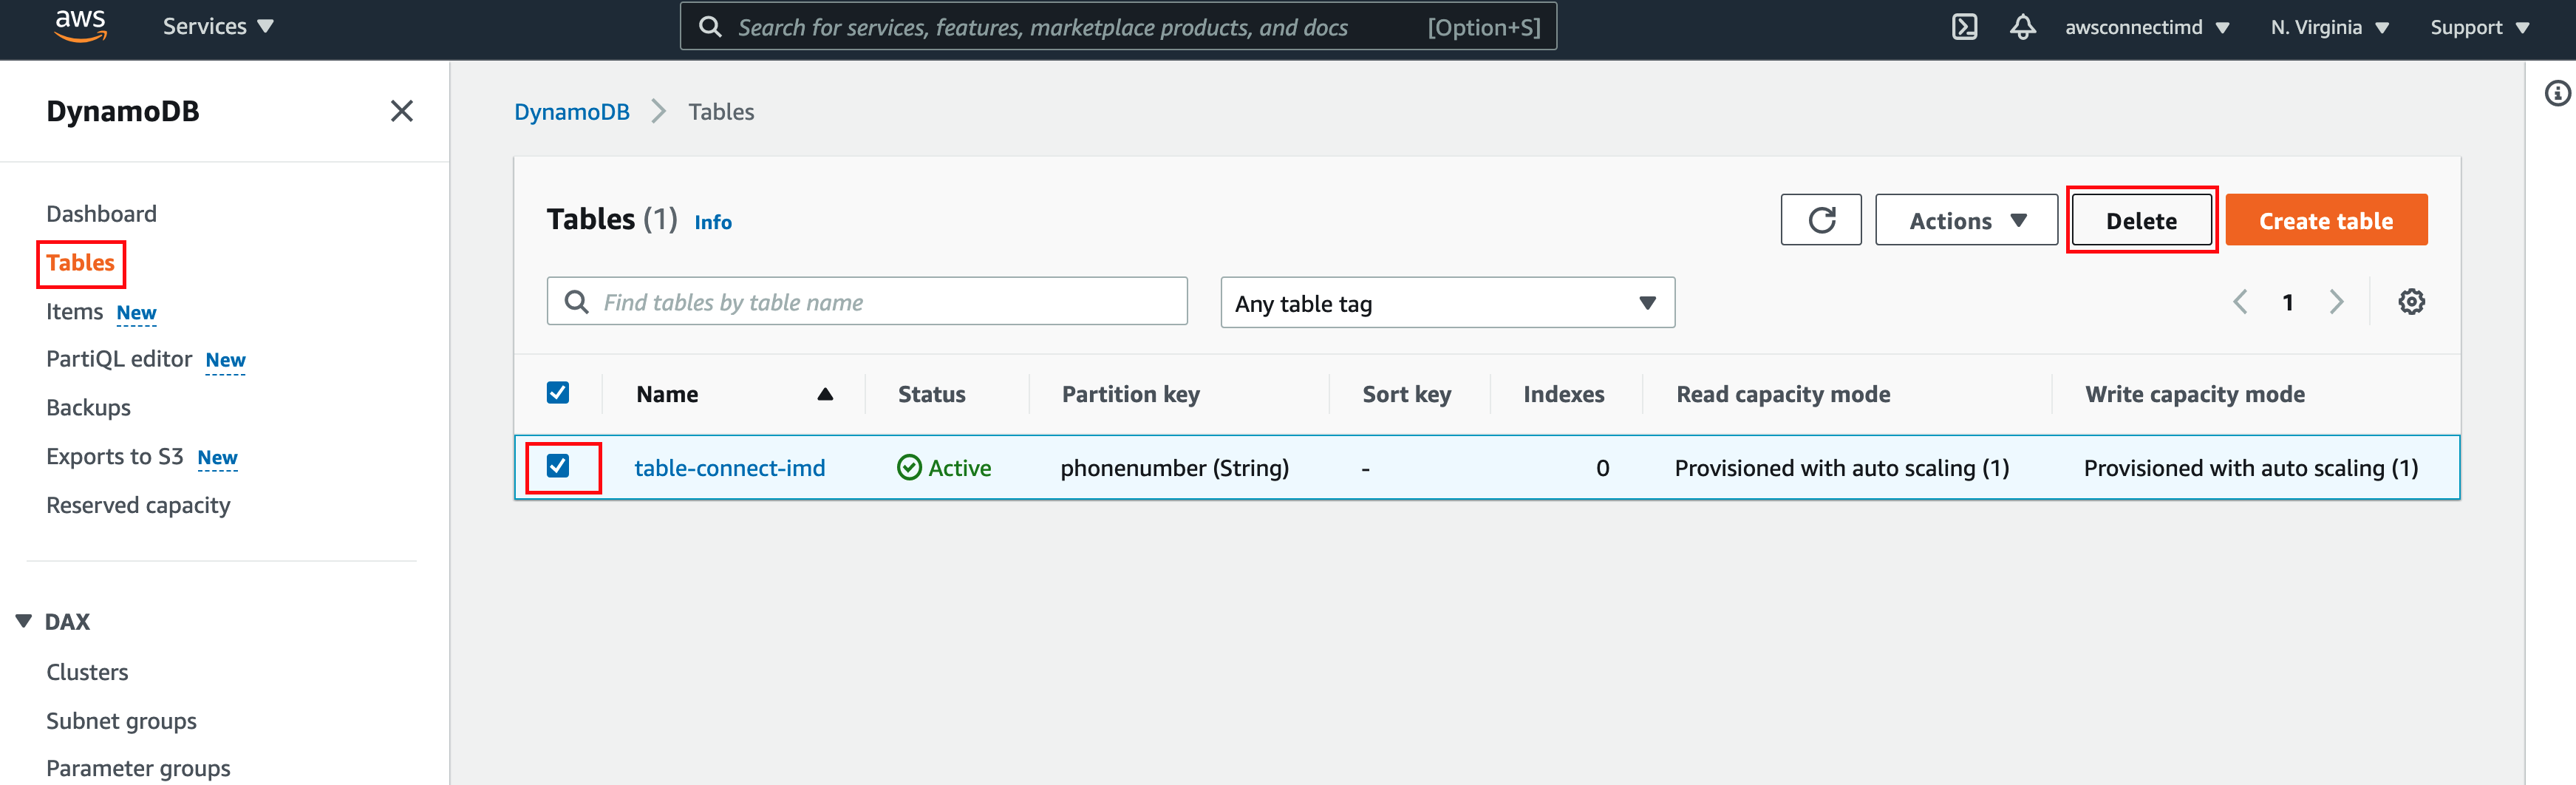 aws Services Search for services, features, marketplace products, and docs [Option+S] awsconnectimd N. Virginia Support
DynamoDB
Dashboard
Tables
Items New
PartiQL editor New
Backups
Exports to S3 New
Reserved capacity
DAX
Clusters
Subnet groups
Parameter groups
DynamoDB Tables
Tables (1) Info Actions Delete Create table
Find tables by table name Any table tag 1
Name Status Partition key Sort key Indexes Read capacity mode Write capacity mode
table-connect-imd Active phonenumber (String) - 0 Provisioned with auto scaling (1) Provisioned with auto scaling (1)